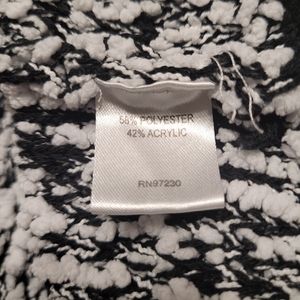 58% POLYESTER
42% ACRYLIC
RN97230